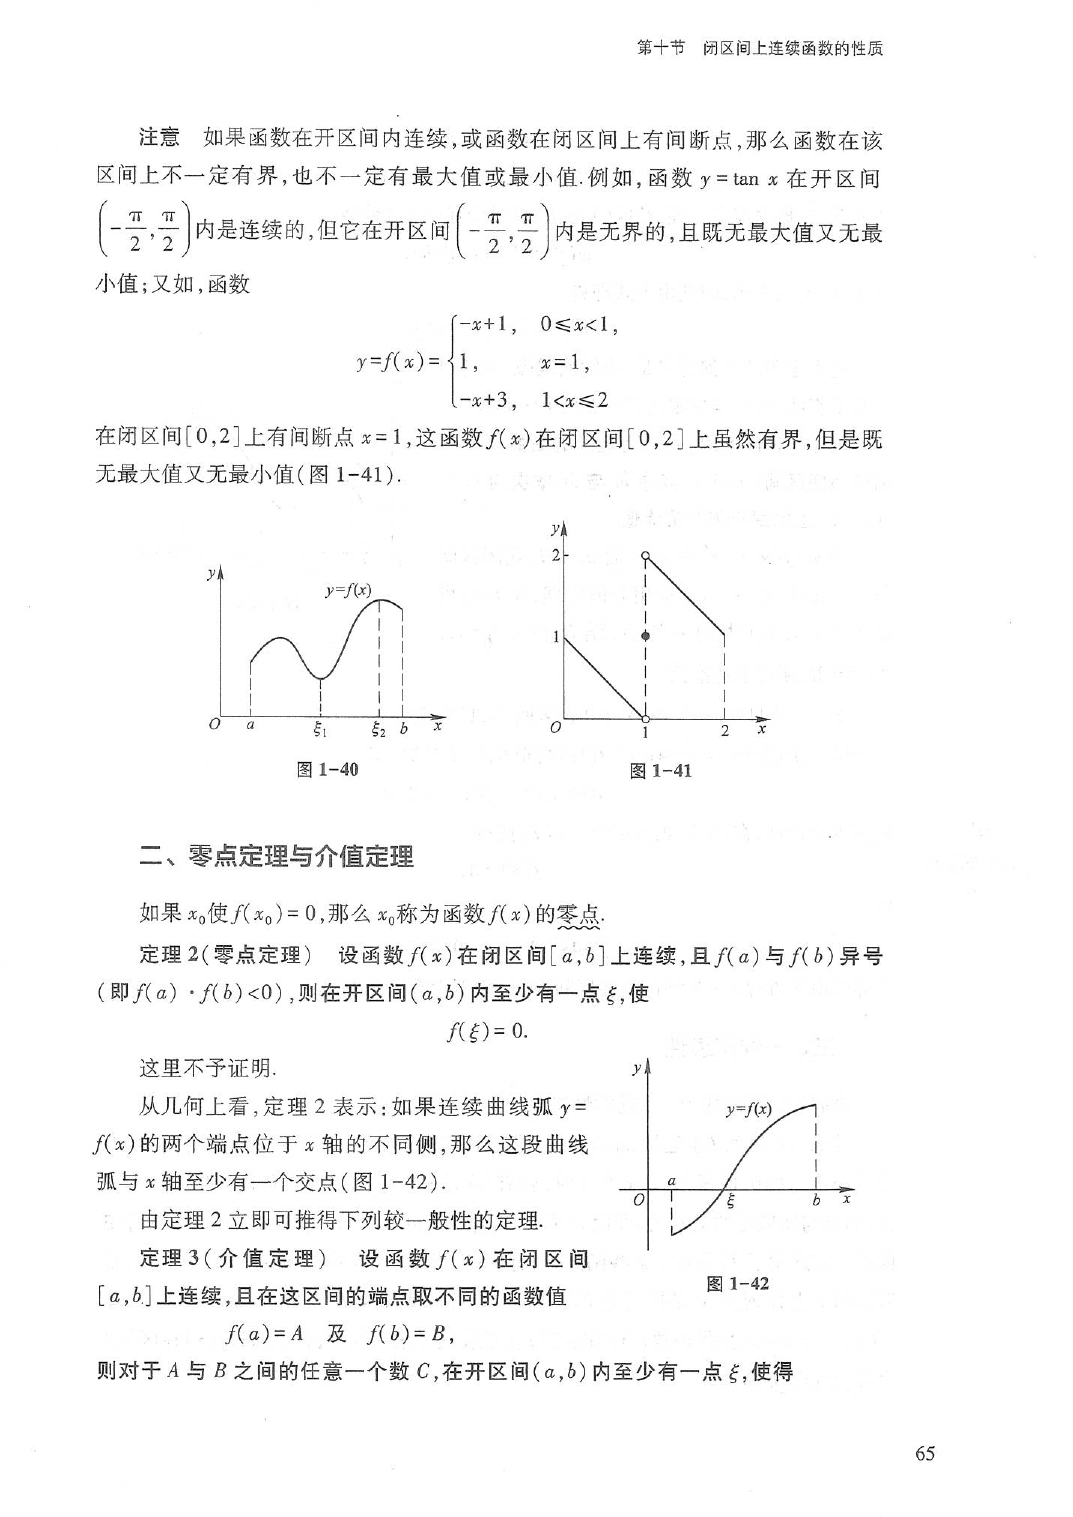 第十节 闭区间上连续函数的性质
注意 如果函数在开区间内连续,或函数在闭区间上有间断点,那么函数在该
区间上不一定有界,也不一定有最大值或最小值.例如,函数 y=tan x 在开区间
(-π/2,π/2)内是连续的,但它在开区间(-π/2,π/2)内是无界的,且既无最大值又无最
小值;又如,函数
-x+1, 0≤x<1,
y=f(x)={1, x=1,
-x+3, 1<x≤2
在闭区间[0,2]上有间断点 x=1,这函数 f(x)在闭区间[0,2]上虽然有界,但是既
无最大值又无最小值(图 1-41).
y
y=f(x)
O a ξ₁ ξ₂ b x
图 1-40
y
2
1
O 1 2 x
图 1-41
二、零点定理与介值定理
如果 x₀使 f(x₀)=0,那么 x₀称为函数 f(x)的零点.
定理 2(零点定理) 设函数 f(x)在闭区间[a,b]上连续,且 f(a)与 f(b)异号
(即 f(a)·f(b)<0),则在开区间(a,b)内至少有一点 ξ,使
f(ξ)=0.
这里不予证明.
从几何上看,定理 2 表示:如果连续曲线弧 y=
f(x)的两个端点位于 x 轴的不同侧,那么这段曲线
弧与 x 轴至少有一个交点(图 1-42).
由定理 2 立即可推得下列较一般性的定理.
定理 3(介值定理) 设函数 f(x)在闭区间
[a,b]上连续,且在这区间的端点取不同的函数值
y
y=f(x)
a
O ξ b x
图 1-42
f(a)=A 及 f(b)=B,
则对于 A 与 B 之间的任意一个数 C,在开区间(a,b)内至少有一点 ξ,使得
65